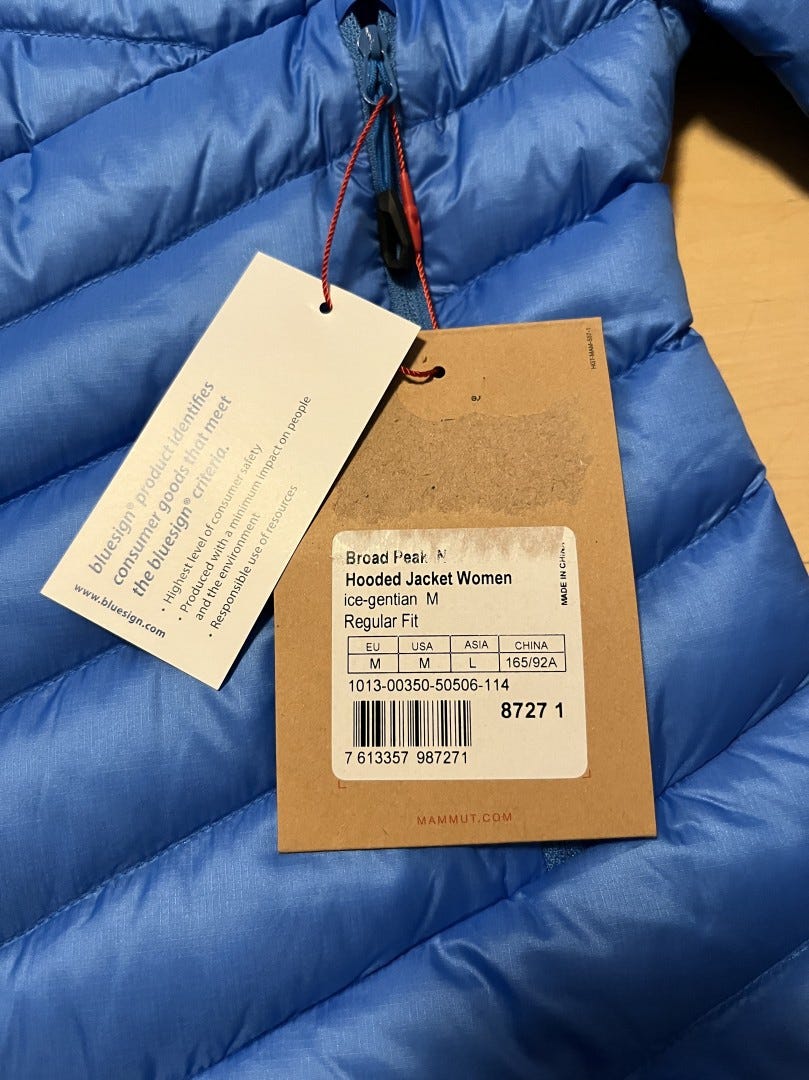 bluesign® product identifies
consumer goods that meet
the bluesign® criteria.
• Highest level of consumer safety
• Produced with a minimum impact on people
and the environment
• Responsible use of resources
www.bluesign.com
Broad Peak
Hooded Jacket Women
ice-gentian M
Regular Fit
MADE IN CHINA
EU USA ASIA CHINA
M M L 165/92A
1013-00350-50506-114
8727 1
7 613357 987271
MAMMUT.COM